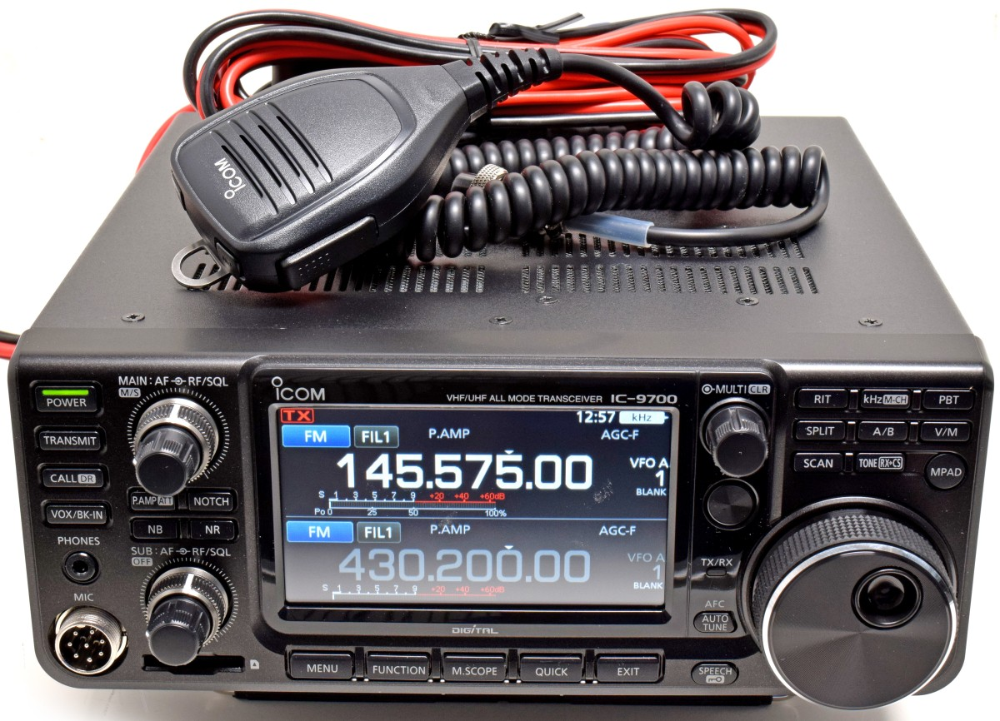 ICOM
POWER
TRANSMIT
CALL DR
VOX/BK-IN
PHONES
MIC
MAIN : AF RF/SQL
M/S
P.AMP ATT
NOTCH
NB
NR
SUB : AF RF/SQL
OFF
ICOM
VHF/UHF ALL MODE TRANSCEIVER IC-9700
TX
12:57 kHz
FM FIL1 P.AMP AGC-F
145.575.00
VFO A
1
BLANK
S 1 . 3 . 5 . 7 . 9 +20 +40 +60dB
Po 0 25 50 100%
FM FIL1 P.AMP AGC-F
430.200.00
VFO A
1
BLANK
S 1 . 3 . 5 . 7 . 9 +20 +40 +60dB
DIGITAL
MENU
FUNCTION
M.SCOPE
QUICK
EXIT
MULTI CLR
RIT
kHz M-CH
PBT
SPLIT
A/B
V/M
SCAN
TONE RX→CS
MPAD
TX/RX
AFC
AUTO
TUNE
SPEECH